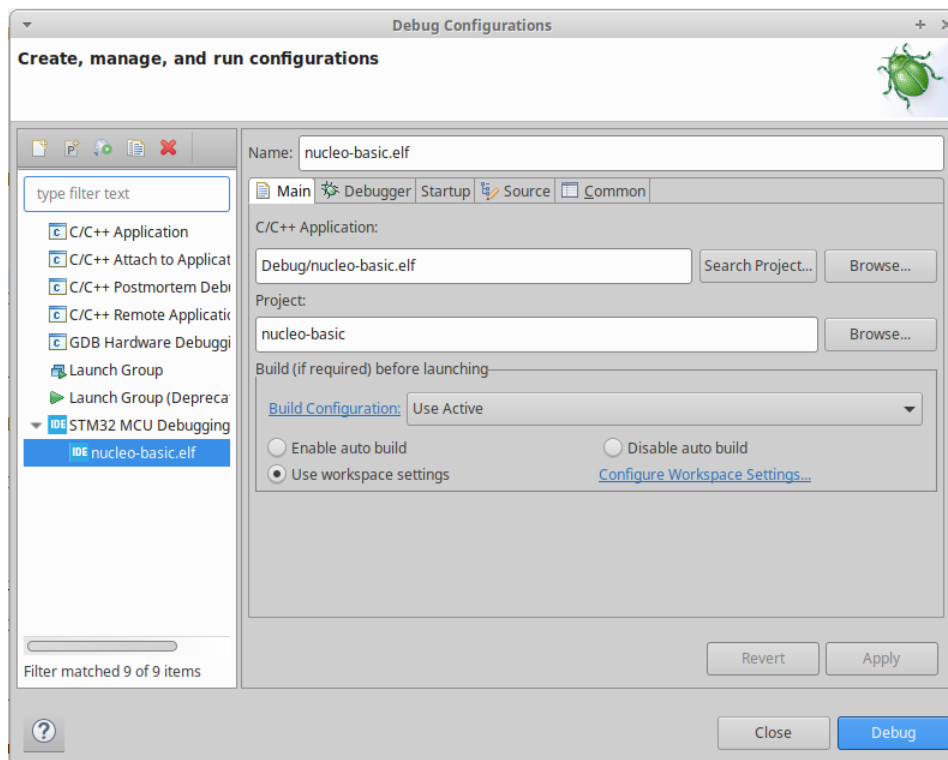 Debug Configurations
Create, manage, and run configurations
type filter text
C/C++ Application
C/C++ Attach to Applicat
C/C++ Postmortem Debu
C/C++ Remote Applicatic
GDB Hardware Debuggi
Launch Group
Launch Group (Depreca
IDE STM32 MCU Debugging
IDE nucleo-basic.elf
Filter matched 9 of 9 items
Name: nucleo-basic.elf
Main Debugger Startup Source Common
C/C++ Application:
Debug/nucleo-basic.elf Search Project... Browse...
Project:
nucleo-basic Browse...
Build (if required) before launching
Build Configuration: Use Active
Enable auto build Disable auto build
Use workspace settings Configure Workspace Settings...
Revert Apply
? Close Debug